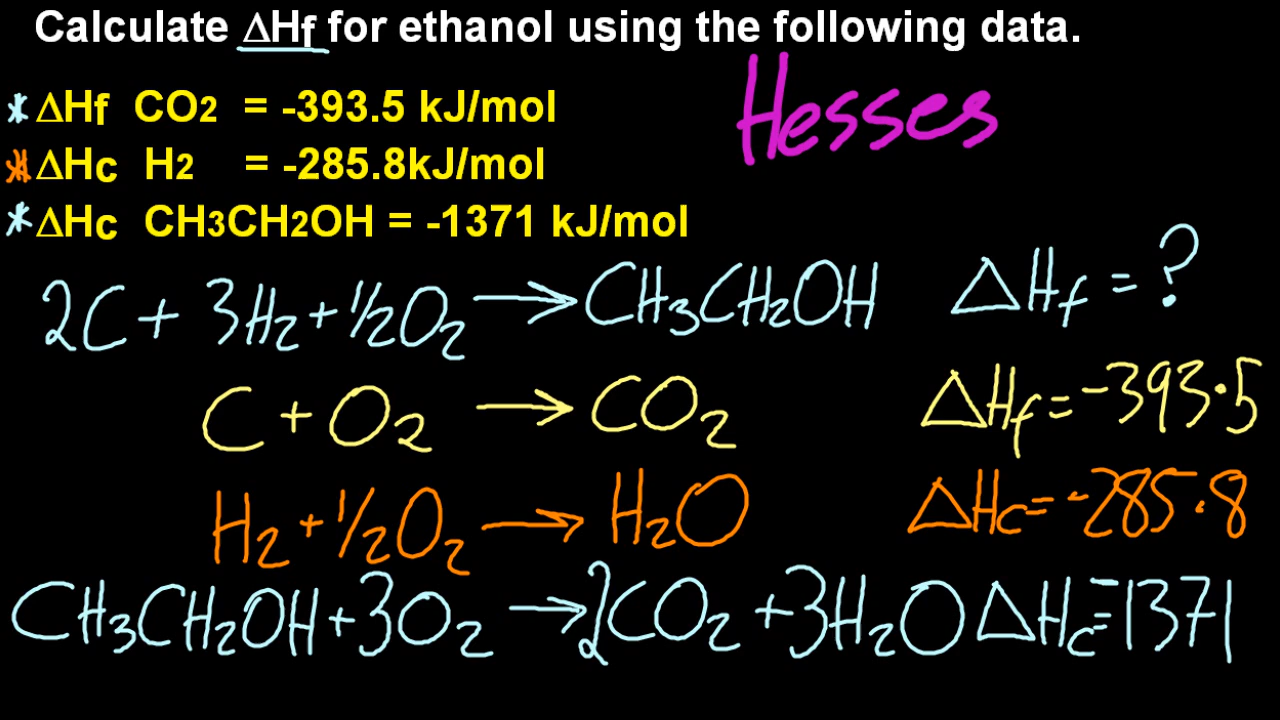 Calculate ΔHf for ethanol using the following data.
Hesses
* ΔHf CO2 = -393.5 kJ/mol
* ΔHc H2 = -285.8kJ/mol
* ΔHc CH3CH2OH = -1371 kJ/mol
2C + 3H2 + 1/2O2 → CH3CH2OH ΔHf = ?
C + O2 → CO2 ΔHf = -393.5
H2 + 1/2O2 → H2O ΔHc = -285.8
CH3CH2OH + 3O2 → 2CO2 + 3H2O ΔHc = -1371